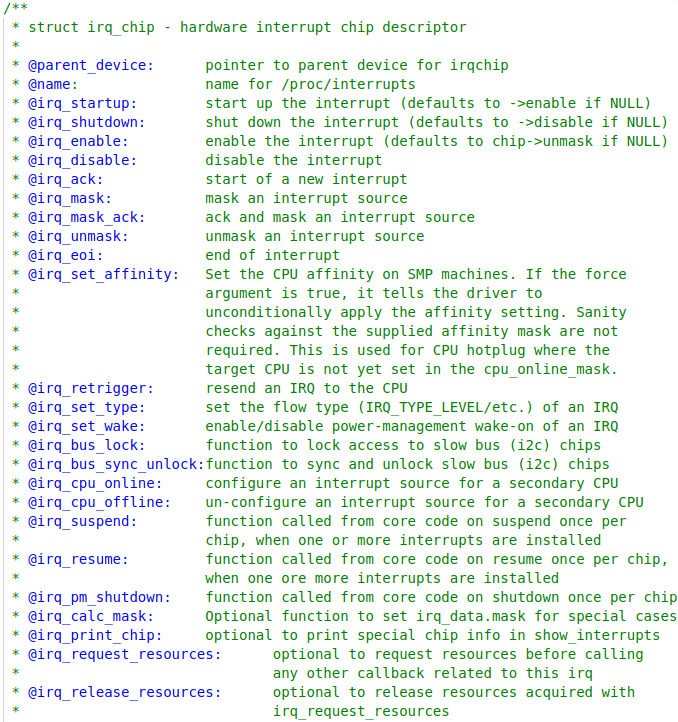 /**
 * struct irq_chip - hardware interrupt chip descriptor
 *
 * @parent_device:      pointer to parent device for irqchip
 * @name:               name for /proc/interrupts
 * @irq_startup:        start up the interrupt (defaults to ->enable if NULL)
 * @irq_shutdown:       shut down the interrupt (defaults to ->disable if NULL)
 * @irq_enable:         enable the interrupt (defaults to chip->unmask if NULL)
 * @irq_disable:        disable the interrupt
 * @irq_ack:            start of a new interrupt
 * @irq_mask:           mask an interrupt source
 * @irq_mask_ack:       ack and mask an interrupt source
 * @irq_unmask:         unmask an interrupt source
 * @irq_eoi:            end of interrupt
 * @irq_set_affinity:   Set the CPU affinity on SMP machines. If the force
 *                      argument is true, it tells the driver to
 *                      unconditionally apply the affinity setting. Sanity
 *                      checks against the supplied affinity mask are not
 *                      required. This is used for CPU hotplug where the
 *                      target CPU is not yet set in the cpu_online_mask.
 * @irq_retrigger:      resend an IRQ to the CPU
 * @irq_set_type:       set the flow type (IRQ_TYPE_LEVEL/etc.) of an IRQ
 * @irq_set_wake:       enable/disable power-management wake-on of an IRQ
 * @irq_bus_lock:       function to lock access to slow bus (i2c) chips
 * @irq_bus_sync_unlock:function to sync and unlock slow bus (i2c) chips
 * @irq_cpu_online:     configure an interrupt source for a secondary CPU
 * @irq_cpu_offline:    un-configure an interrupt source for a secondary CPU
 * @irq_suspend:        function called from core code on suspend once per
 *                      chip, when one or more interrupts are installed
 * @irq_resume:         function called from core code on resume once per chip,
 *                      when one ore more interrupts are installed
 * @irq_pm_shutdown:    function called from core code on shutdown once per chip
 * @irq_calc_mask:      Optional function to set irq_data.mask for special cases
 * @irq_print_chip:     optional to print special chip info in show_interrupts
 * @irq_request_resources:      optional to request resources before calling
 *                              any other callback related to this irq
 * @irq_release_resources:      optional to release resources acquired with
 *                              irq_request_resources